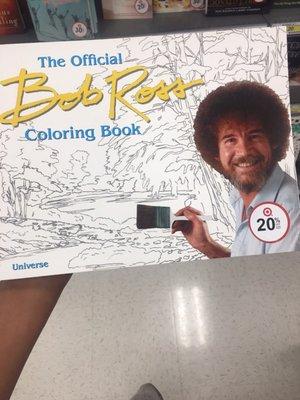 The Official
Bob Ross
Coloring Book
20%
Universe